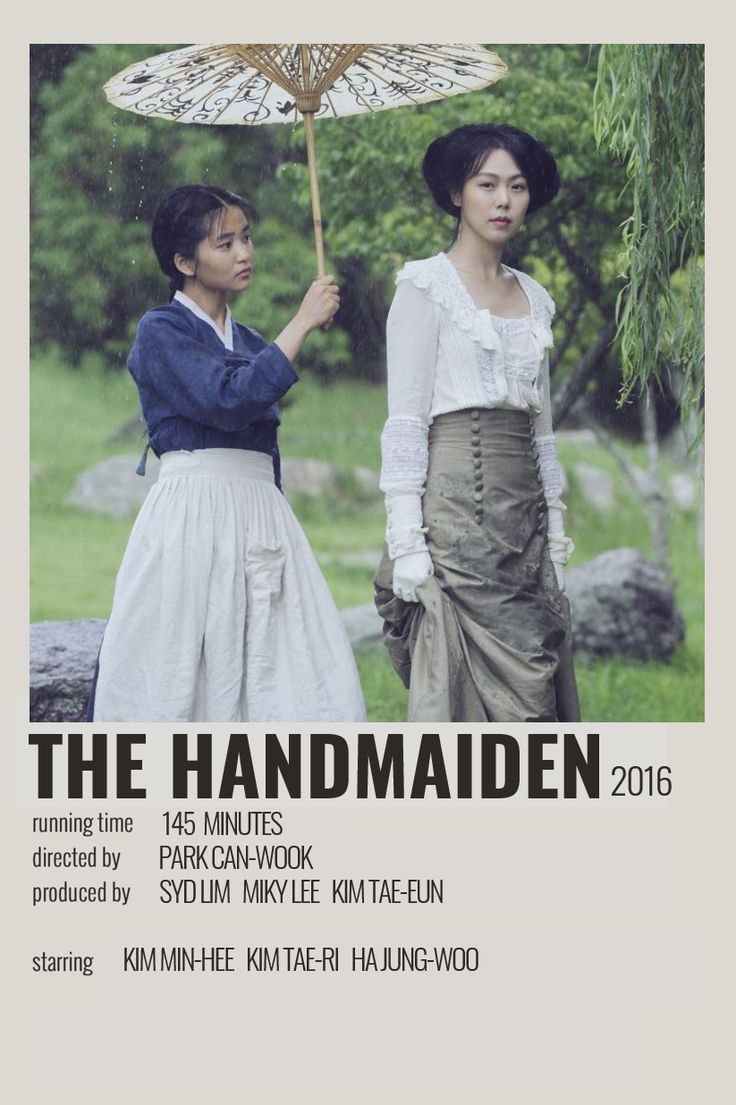 THE HANDMAIDEN 2016
running time 145 MINUTES
directed by PARK CAN-WOOK
produced by SYD LIM MIKY LEE KIM TAE-EUN
starring KIM MIN-HEE KIM TAE-RI HA JUNG-WOO